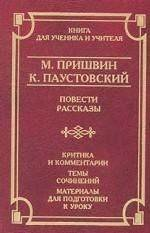 КНИГА
ДЛЯ УЧЕНИКА И УЧИТЕЛЯ
М. ПРИШВИН
К. ПАУСТОВСКИЙ
ПОВЕСТИ
РАССКАЗЫ
КРИТИКА
И КОММЕНТАРИИ
ТЕМЫ
СОЧИНЕНИЙ
МАТЕРИАЛЫ
ДЛЯ ПОДГОТОВКИ
К УРОКУ